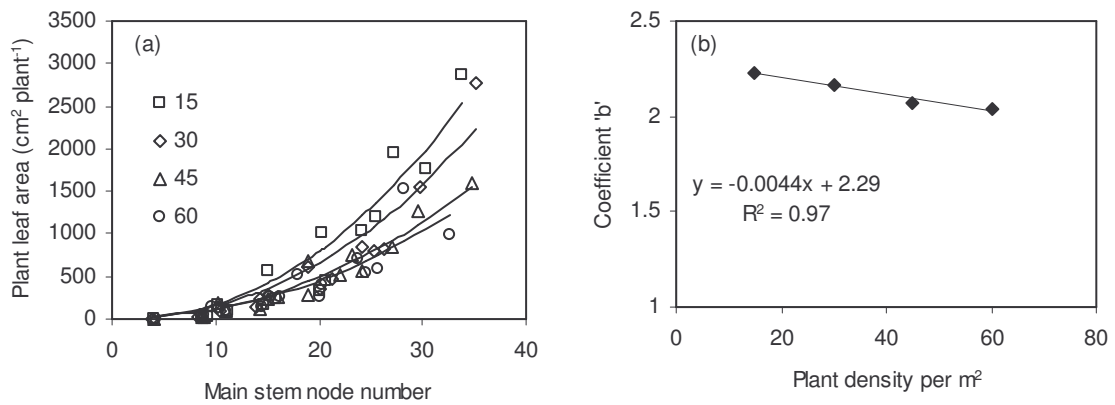 (a)
Plant leaf area (cm² plant⁻¹)
3500
3000
2500
2000
1500
1000
500
0
15
30
45
60
0 10 20 30 40
Main stem node number
(b)
Coefficient 'b'
2.5
2
1.5
1
y = -0.0044x + 2.29
R² = 0.97
0 20 40 60 80
Plant density per m²